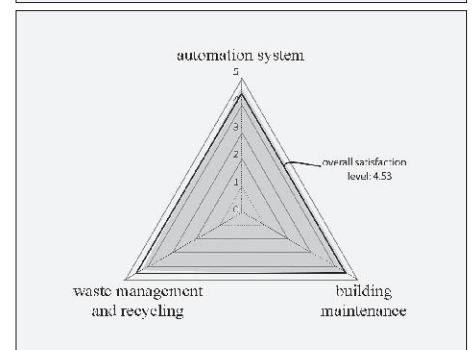 automation system
5
4
3
2
1
0
overall satisfaction
level: 4.53
waste management
and recycling
building
maintenance